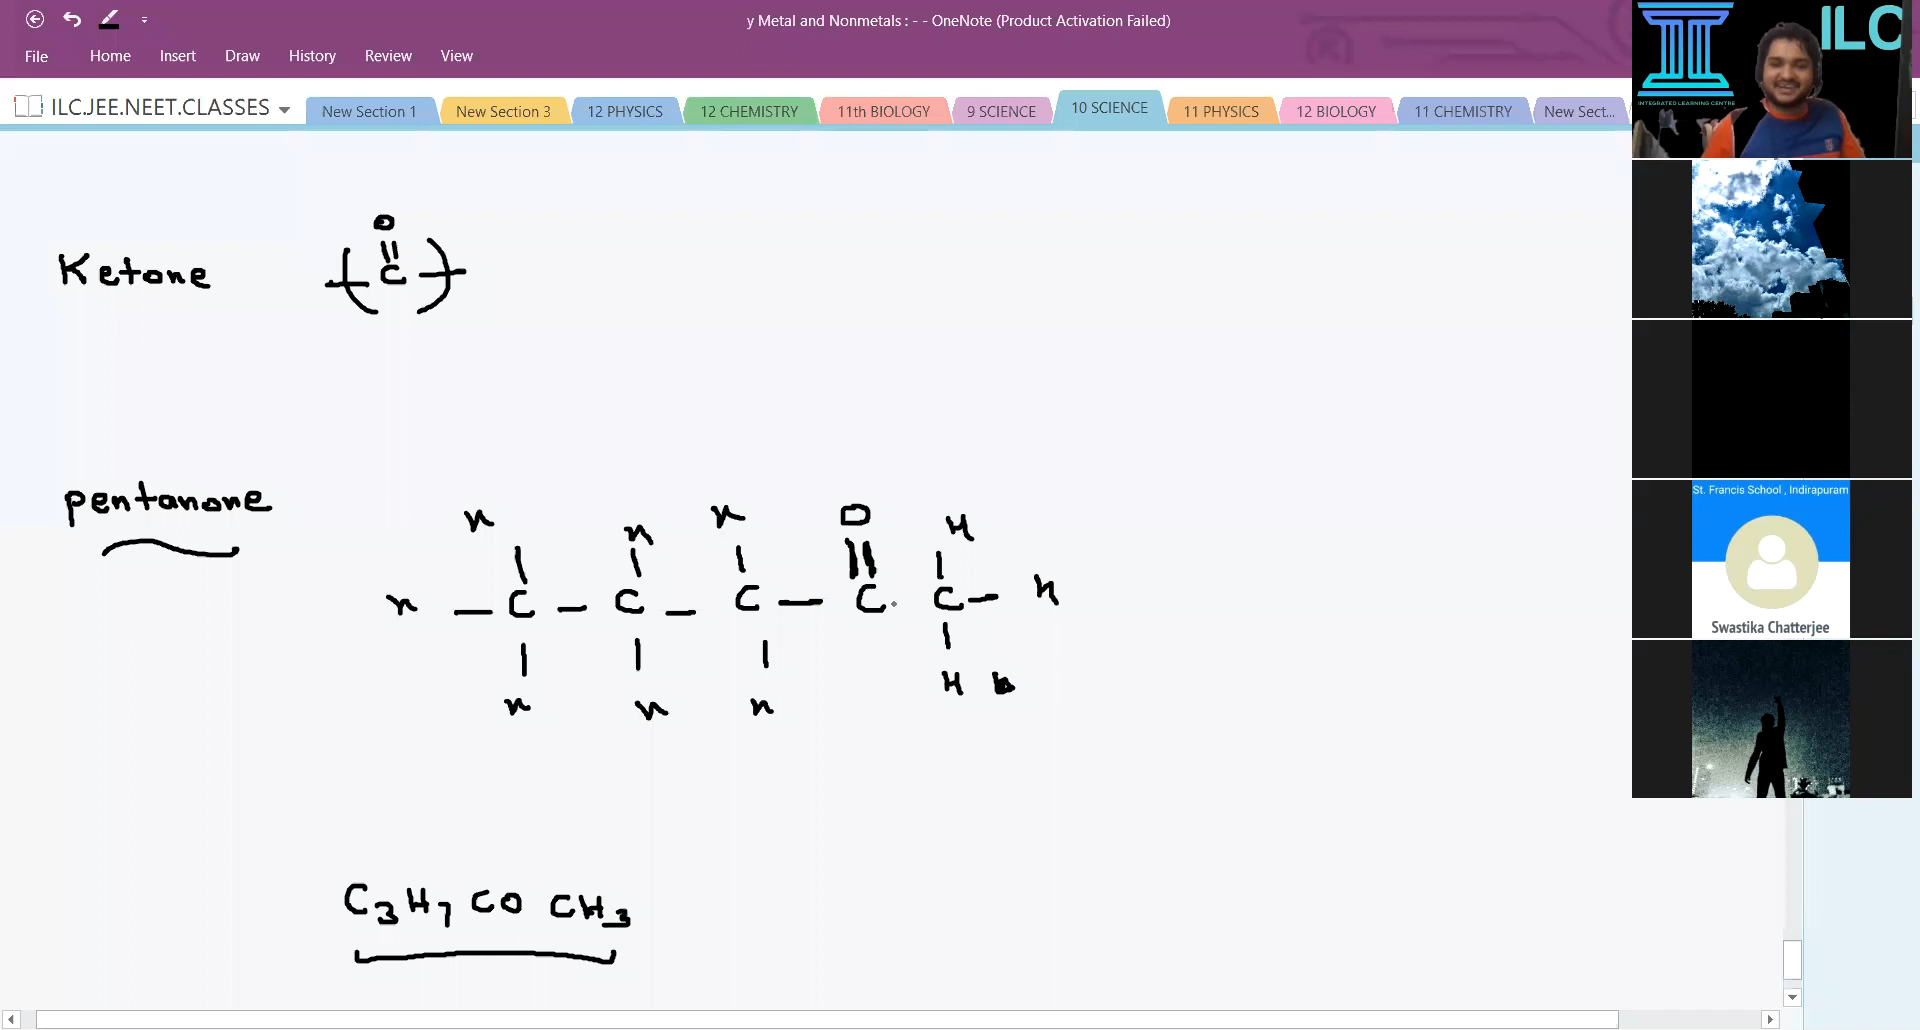 y Metal and Nonmetals : - - OneNote (Product Activation Failed)
File Home Insert Draw History Review View
ILC.JEE.NEET.CLASSES
New Section 1 New Section 3 12 PHYSICS 12 CHEMISTRY 11th BIOLOGY 9 SCIENCE 10 SCIENCE 11 PHYSICS 12 BIOLOGY 11 CHEMISTRY New Sect...
ILC
INTEGRATED LEARNING CENTRE
O
||
Ketone (-C-)
pentanone
H H H O H
| | | || |
H - C - C - C - C C - H
| | | |
H H H H
C3H7 CO CH3
St. Francis School , Indirapuram
Swastika Chatterjee